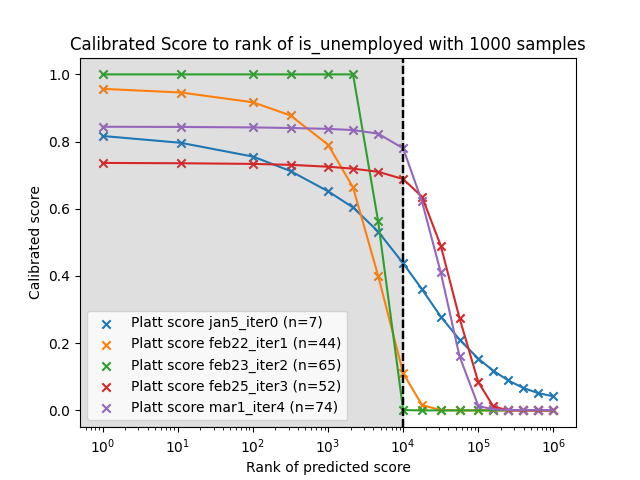 Calibrated Score to rank of is_unemployed with 1000 samples
Calibrated score
1.0
0.8
0.6
0.4
0.2
0.0
Platt score jan5_iter0 (n=7)
Platt score feb22_iter1 (n=44)
Platt score feb23_iter2 (n=65)
Platt score feb25_iter3 (n=52)
Platt score mar1_iter4 (n=74)
10⁰ 10¹ 10² 10³ 10⁴ 10⁵ 10⁶
Rank of predicted score